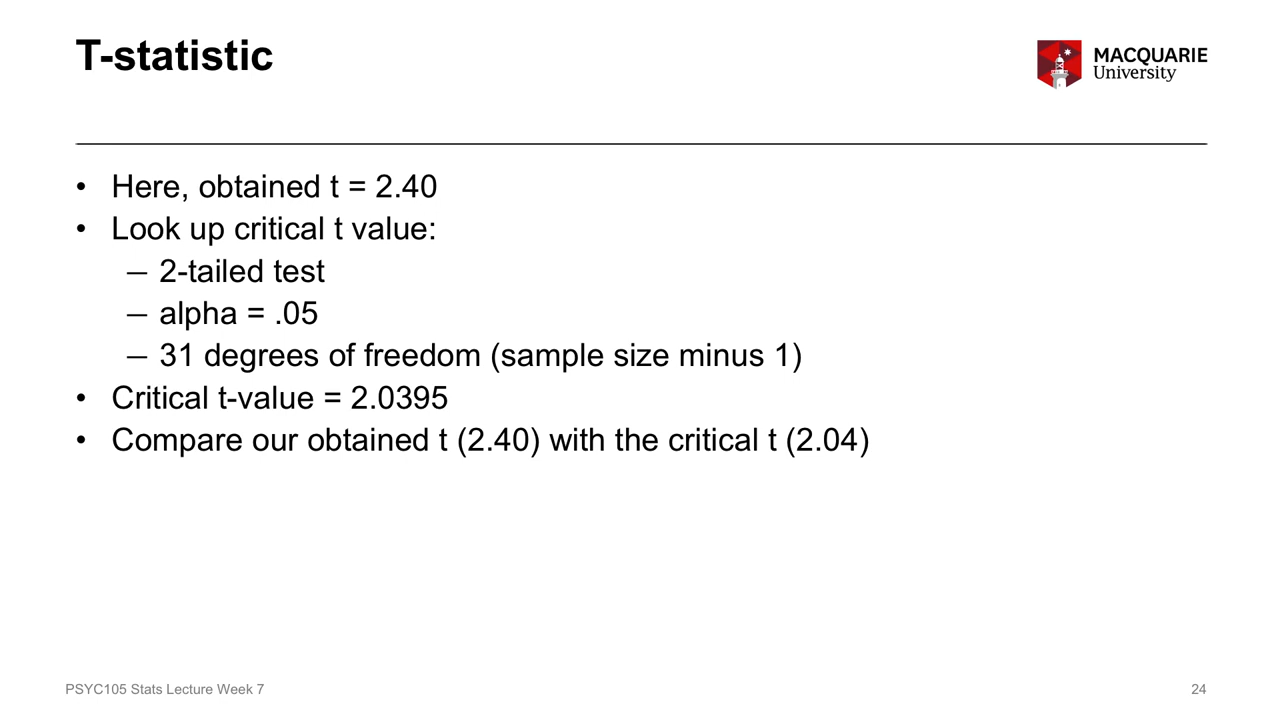 T-statistic
MACQUARIE
University
• Here, obtained t = 2.40
• Look up critical t value:
– 2-tailed test
– alpha = .05
– 31 degrees of freedom (sample size minus 1)
• Critical t-value = 2.0395
• Compare our obtained t (2.40) with the critical t (2.04)
PSYC105 Stats Lecture Week 7
24